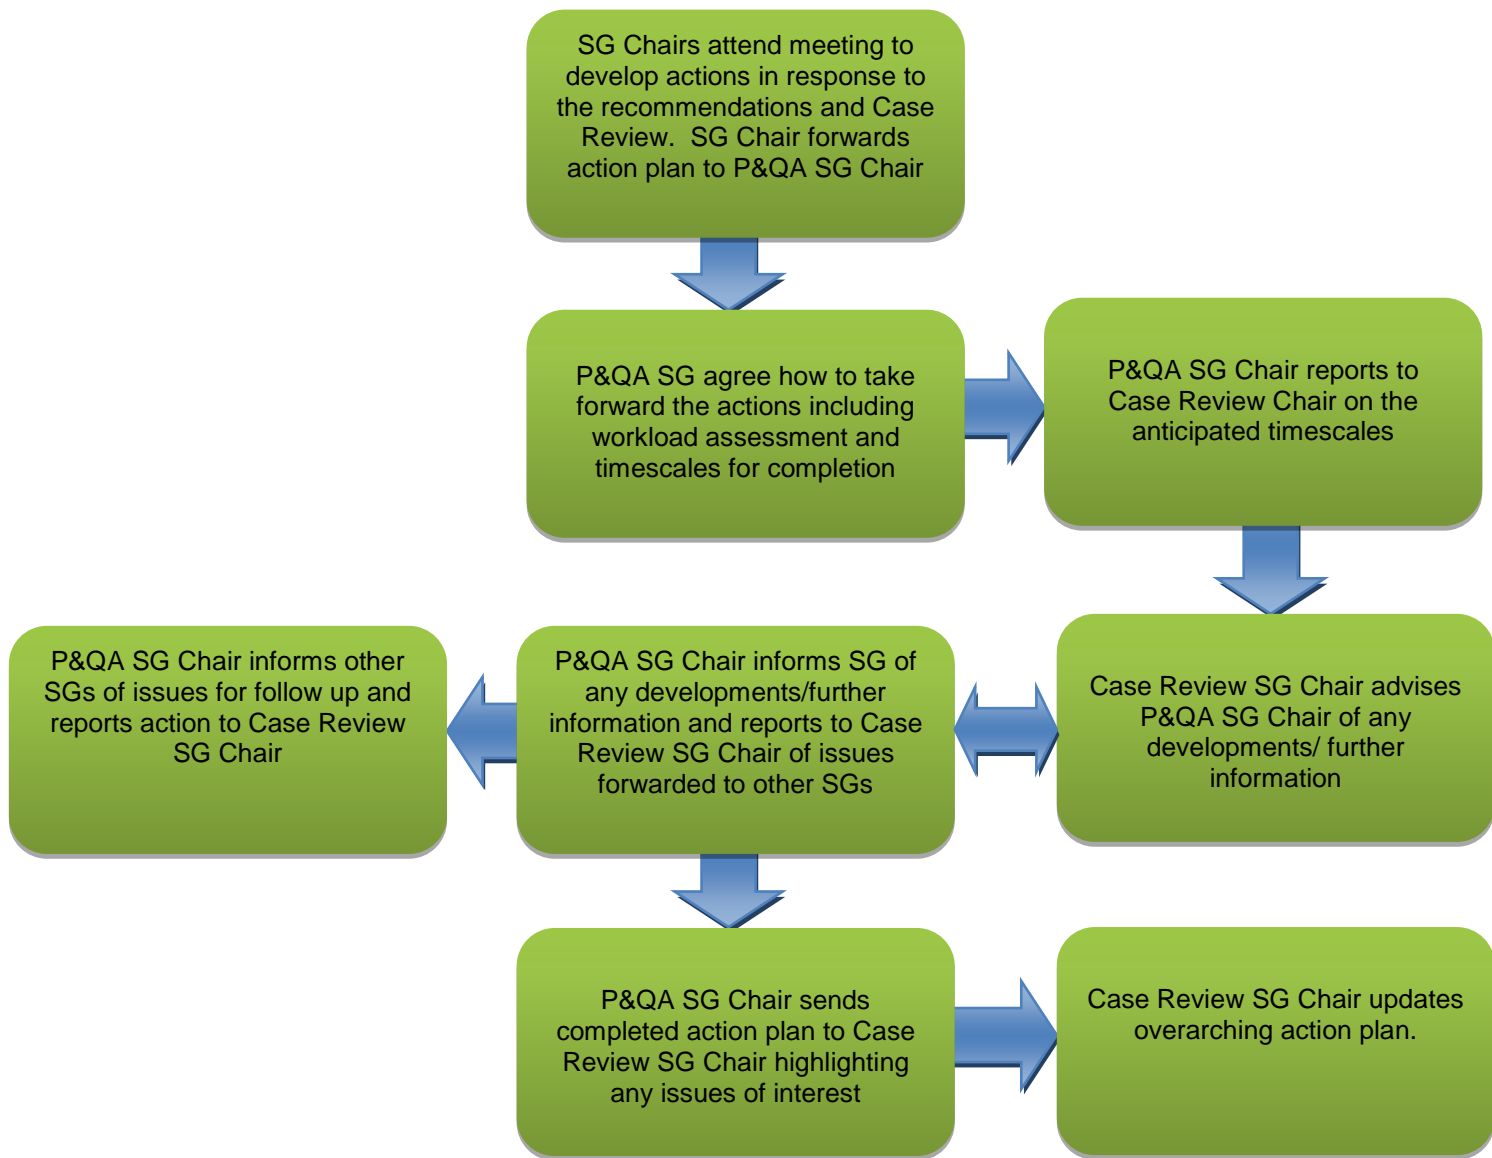 SG Chairs attend meeting to
develop actions in response to
the recommendations and Case
Review.  SG Chair forwards
action plan to P&QA SG Chair
P&QA SG agree how to take
forward the actions including
workload assessment and
timescales for completion
P&QA SG Chair reports to
Case Review Chair on the
anticipated timescales
P&QA SG Chair informs other
SGs of issues for follow up and
reports action to Case Review
SG Chair
P&QA SG Chair informs SG of
any developments/further
information and reports to Case
Review SG Chair of issues
forwarded to other SGs
Case Review SG Chair advises
P&QA SG Chair of any
developments/ further
information
P&QA SG Chair sends
completed action plan to Case
Review SG Chair highlighting
any issues of interest
Case Review SG Chair updates
overarching action plan.